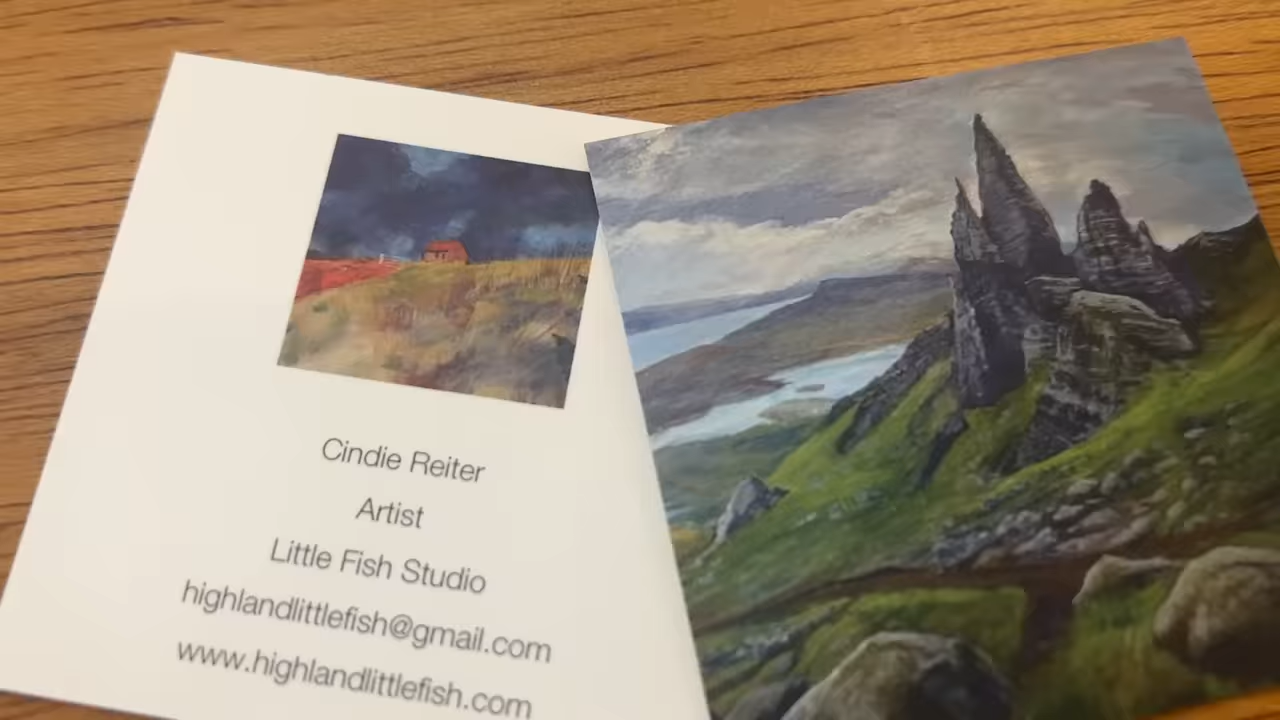 Cindie Reiter
Artist
Little Fish Studio
highlandlittlefish@gmail.com
www.highlandlittlefish.com